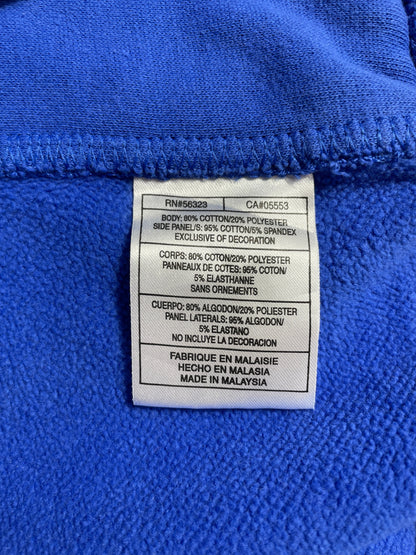 RN#56323 CA#05553
BODY: 80% COTTON/20% POLYESTER
SIDE PANEL/S: 95% COTTON/5% SPANDEX
EXCLUSIVE OF DECORATION
CORPS: 80% COTON/20% POLYESTER
PANNEAUX DE COTES: 95% COTON/
5% ELASTHANNE
SANS ORNEMENTS
CUERPO: 80% ALGODON/20% POLIESTER
PANEL LATERALS: 95% ALGODON/
5% ELASTANO
NO INCLUYE LA DECORACION
FABRIQUE EN MALAISIE
HECHO EN MALASIA
MADE IN MALAYSIA